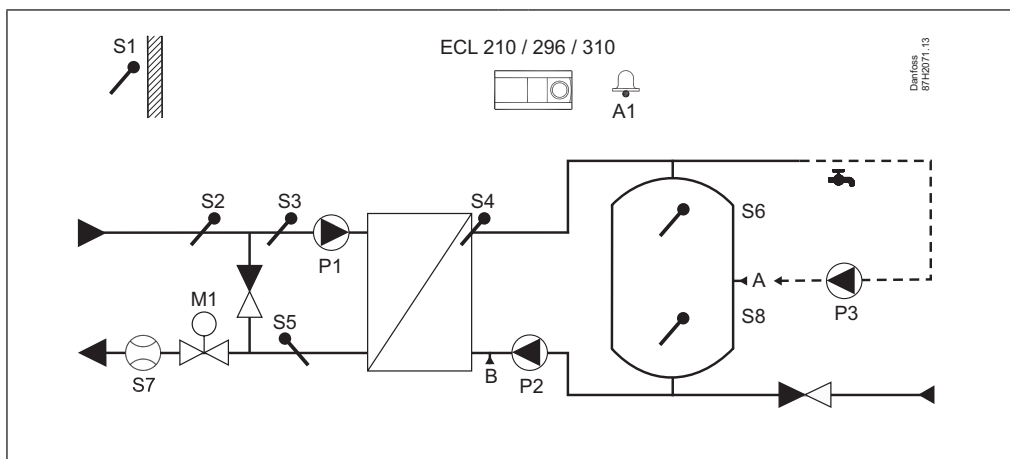 S1
ECL 210 / 296 / 310
A1
Danfoss
87H2071.13
S2
S3
S4
P1
S6
A
M1
S5
S8
P3
S7
B
P2